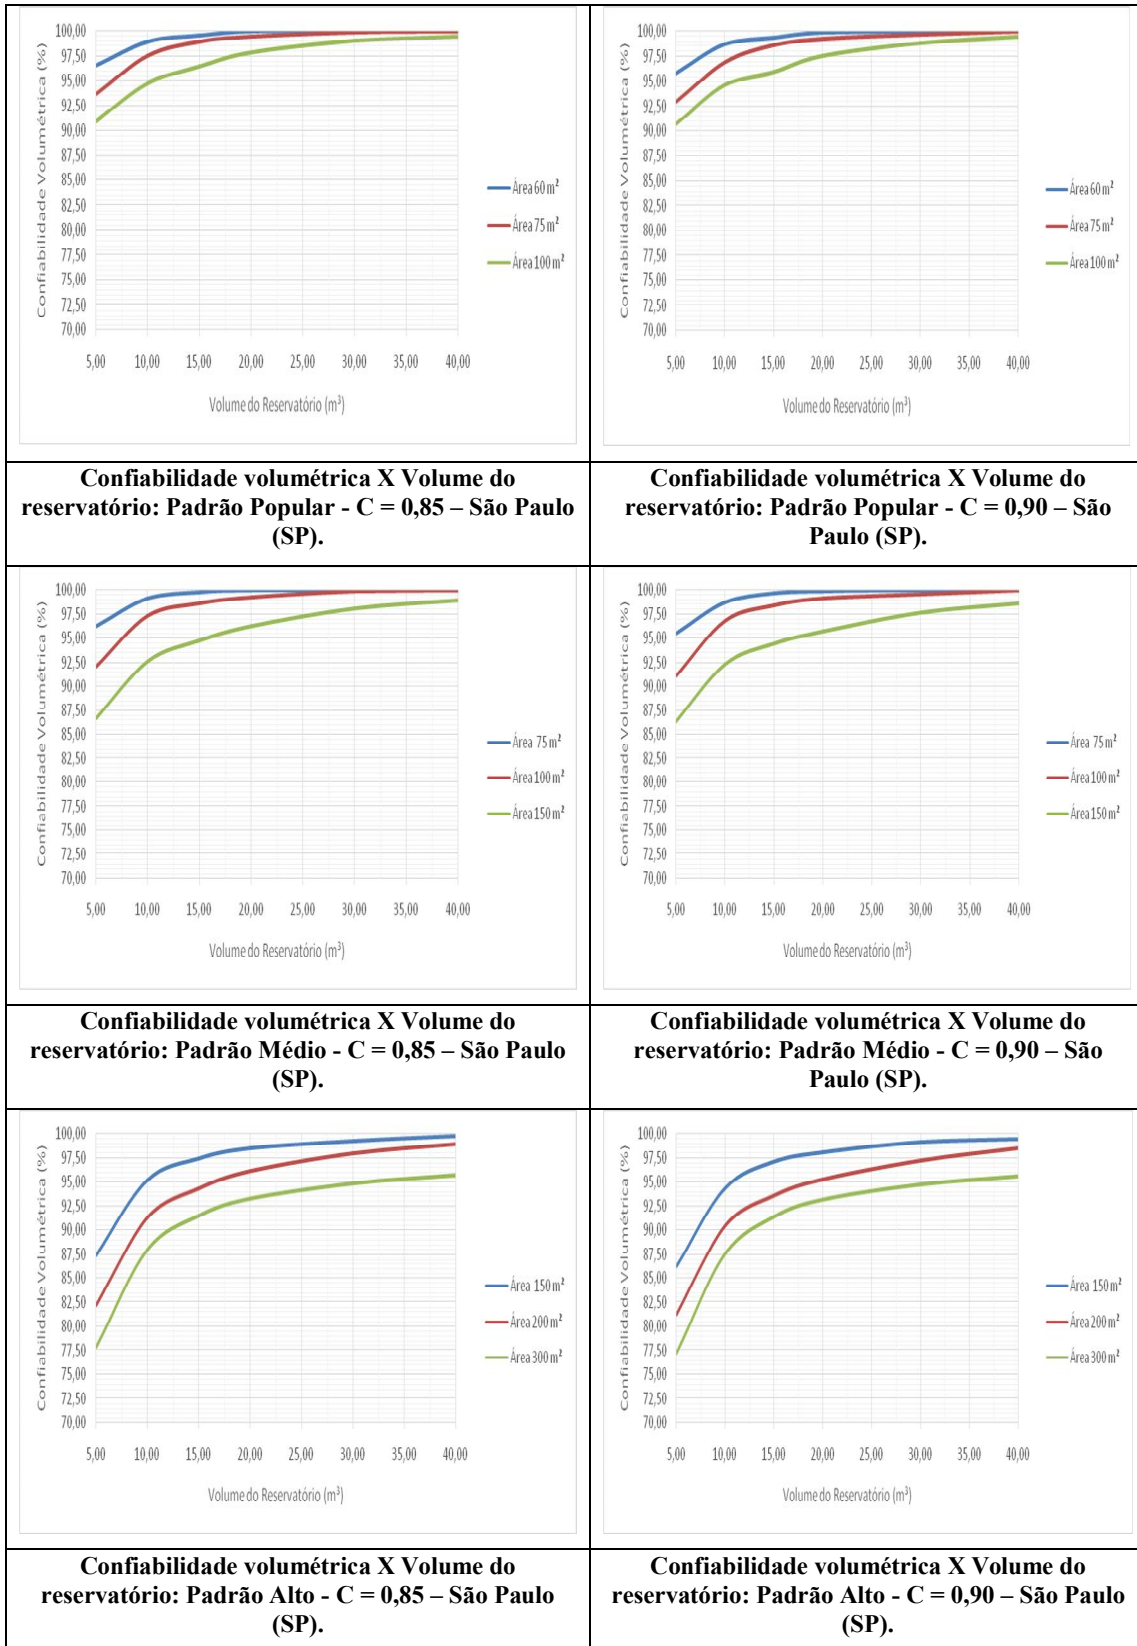 Confiabilidade Volumétrica (%)
100,00
97,50
95,00
92,50
90,00
87,50
85,00
82,50
80,00
77,50
75,00
72,50
70,00
5,00 10,00 15,00 20,00 25,00 30,00 35,00 40,00
Volume do Reservatório (m³)
Área 60 m²
Área 75 m²
Área 100 m²
Confiabilidade Volumétrica (%)
100,00
97,50
95,00
92,50
90,00
87,50
85,00
82,50
80,00
77,50
75,00
72,50
70,00
5,00 10,00 15,00 20,00 25,00 30,00 35,00 40,00
Volume do Reservatório (m³)
Área 60 m²
Área 75 m²
Área 100 m²
Confiabilidade volumétrica X Volume do
reservatório: Padrão Popular - C = 0,85 – São Paulo
(SP).
Confiabilidade volumétrica X Volume do
reservatório: Padrão Popular - C = 0,90 – São
Paulo (SP).
Confiabilidade Volumétrica (%)
100,00
97,50
95,00
92,50
90,00
87,50
85,00
82,50
80,00
77,50
75,00
72,50
70,00
5,00 10,00 15,00 20,00 25,00 30,00 35,00 40,00
Volume do Reservatório (m³)
Área 75 m²
Área 100 m²
Área 150 m²
Confiabilidade Volumétrica (%)
100,00
97,50
95,00
92,50
90,00
87,50
85,00
82,50
80,00
77,50
75,00
72,50
70,00
5,00 10,00 15,00 20,00 25,00 30,00 35,00 40,00
Volume do Reservatório (m³)
Área 75 m²
Área 100 m²
Área 150 m²
Confiabilidade volumétrica X Volume do
reservatório: Padrão Médio - C = 0,85 – São Paulo
(SP).
Confiabilidade volumétrica X Volume do
reservatório: Padrão Médio - C = 0,90 – São
Paulo (SP).
Confiabilidade Volumétrica (%)
100,00
97,50
95,00
92,50
90,00
87,50
85,00
82,50
80,00
77,50
75,00
72,50
70,00
5,00 10,00 15,00 20,00 25,00 30,00 35,00 40,00
Volume do Reservatório (m³)
Área 150 m²
Área 200 m²
Área 300 m²
Confiabilidade Volumétrica (%)
100,00
97,50
95,00
92,50
90,00
87,50
85,00
82,50
80,00
77,50
75,00
72,50
70,00
5,00 10,00 15,00 20,00 25,00 30,00 35,00 40,00
Volume do Reservatório (m³)
Área 150 m²
Área 200 m²
Área 300 m²
Confiabilidade volumétrica X Volume do
reservatório: Padrão Alto - C = 0,85 – São Paulo
(SP).
Confiabilidade volumétrica X Volume do
reservatório: Padrão Alto - C = 0,90 – São Paulo
(SP).